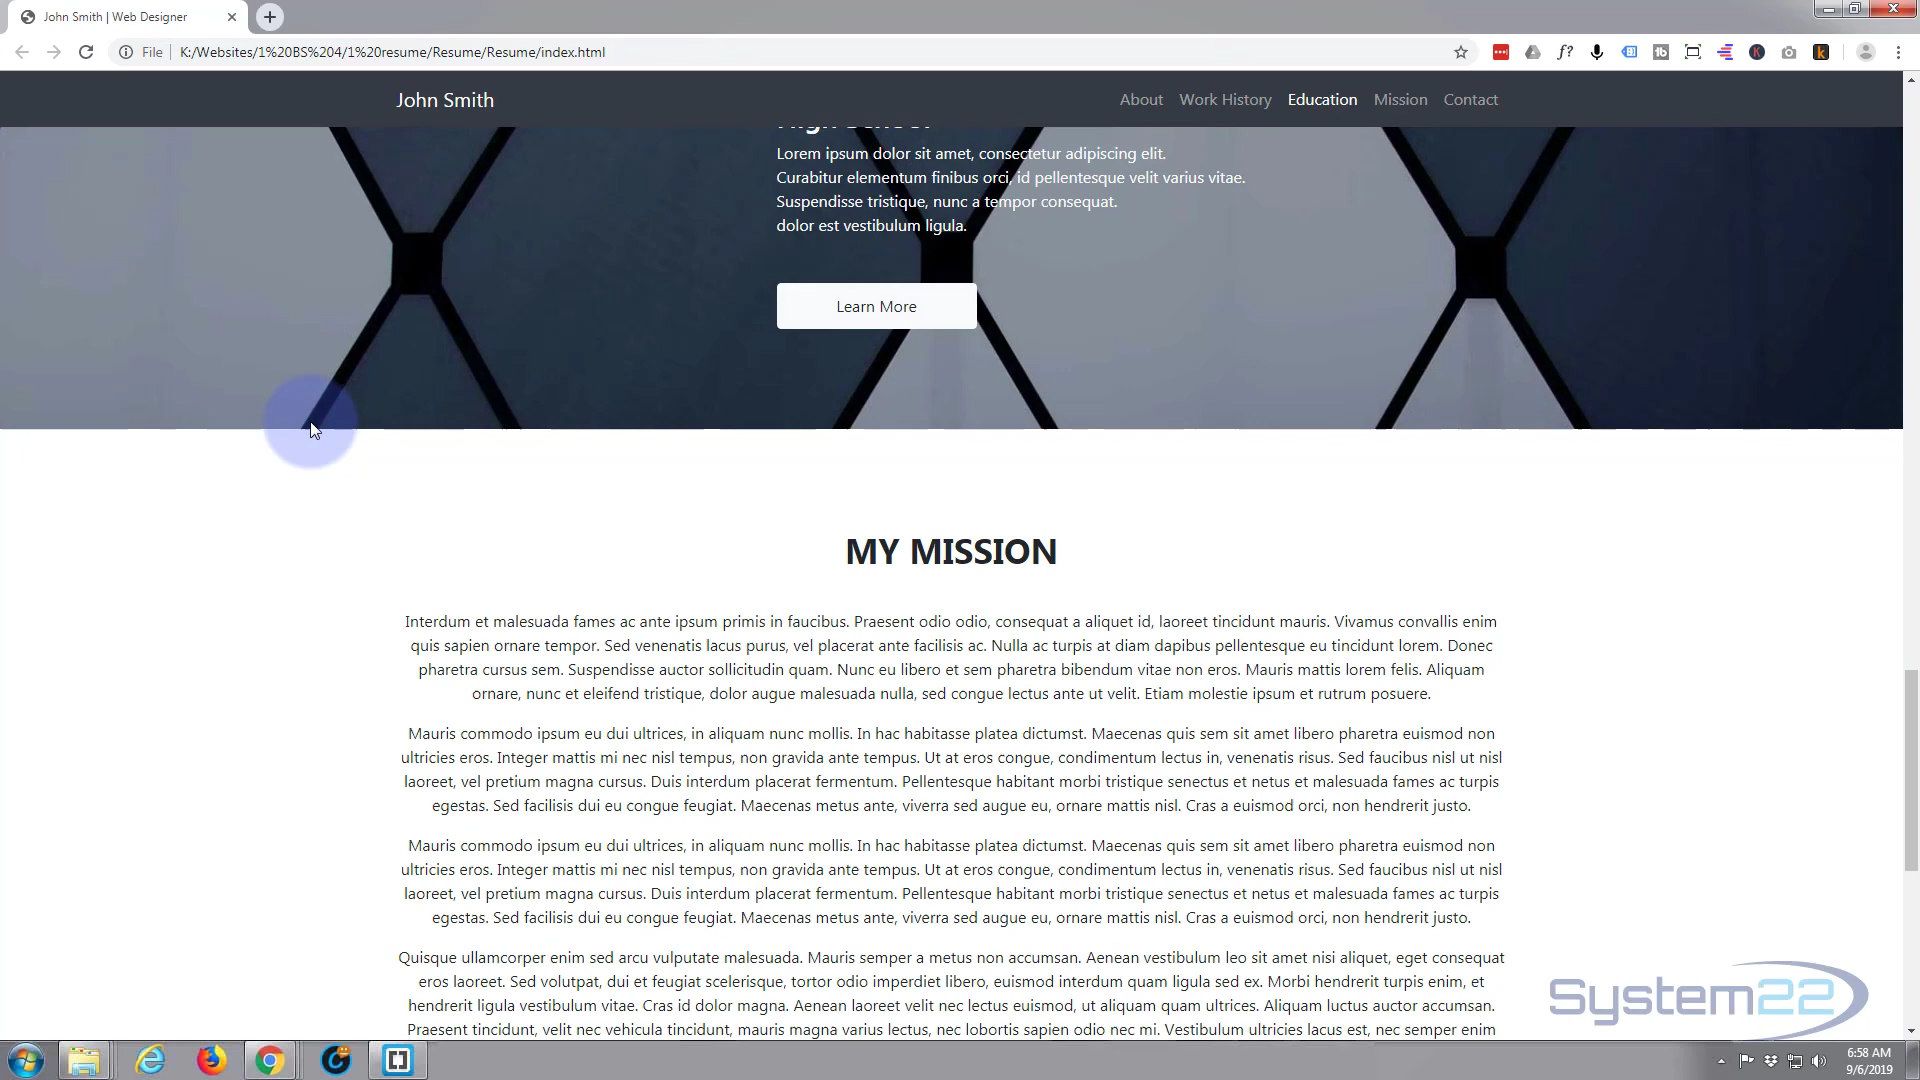 John Smith | Web Designer
File
K:/Websites/1%20BS%204/1%20resume/Resume/Resume/index.html
John Smith
About
Work History
Education
Mission
Contact
High School
Lorem ipsum dolor sit amet, consectetur adipiscing elit.
Curabitur elementum finibus orci, id pellentesque velit varius vitae.
Suspendisse tristique, nunc a tempor consequat.
dolor est vestibulum ligula.
Learn More
MY MISSION
Interdum et malesuada fames ac ante ipsum primis in faucibus. Praesent odio odio, consequat a aliquet id, laoreet tincidunt mauris. Vivamus convallis enim
quis sapien ornare tempor. Sed venenatis lacus purus, vel placerat ante facilisis ac. Nulla ac turpis at diam dapibus pellentesque eu tincidunt lorem. Donec
pharetra cursus sem. Suspendisse auctor sollicitudin quam. Nunc eu libero et sem pharetra bibendum vitae non eros. Mauris mattis lorem felis. Aliquam
ornare, nunc et eleifend tristique, dolor augue malesuada nulla, sed congue lectus ante ut velit. Etiam molestie ipsum et rutrum posuere.
Mauris commodo ipsum eu dui ultrices, in aliquam nunc mollis. In hac habitasse platea dictumst. Maecenas quis sem sit amet libero pharetra euismod non
ultricies eros. Integer mattis mi nec nisl tempus, non gravida ante tempus. Ut at eros congue, condimentum lectus in, venenatis risus. Sed faucibus nisl ut nisl
laoreet, vel pretium magna cursus. Duis interdum placerat fermentum. Pellentesque habitant morbi tristique senectus et netus et malesuada fames ac turpis
egestas. Sed facilisis dui eu congue feugiat. Maecenas metus ante, viverra sed augue eu, ornare mattis nisl. Cras a euismod orci, non hendrerit justo.
Mauris commodo ipsum eu dui ultrices, in aliquam nunc mollis. In hac habitasse platea dictumst. Maecenas quis sem sit amet libero pharetra euismod non
ultricies eros. Integer mattis mi nec nisl tempus, non gravida ante tempus. Ut at eros congue, condimentum lectus in, venenatis risus. Sed faucibus nisl ut nisl
laoreet, vel pretium magna cursus. Duis interdum placerat fermentum. Pellentesque habitant morbi tristique senectus et netus et malesuada fames ac turpis
egestas. Sed facilisis dui eu congue feugiat. Maecenas metus ante, viverra sed augue eu, ornare mattis nisl. Cras a euismod orci, non hendrerit justo.
Quisque ullamcorper enim sed arcu vulputate malesuada. Mauris semper a metus non accumsan. Aenean vestibulum leo sit amet nisi aliquet, eget consequat
eros laoreet. Sed volutpat, dui et feugiat scelerisque, tortor odio imperdiet libero, euismod interdum quam ligula sed ex. Morbi hendrerit turpis enim, et
hendrerit ligula vestibulum vitae. Cras id dolor magna. Aenean laoreet velit nec lectus euismod, ut aliquam quam ultrices. Aliquam luctus auctor accumsan.
Praesent tincidunt, velit nec vehicula tincidunt, mauris magna varius lectus, nec lobortis sapien odio nec mi. Vestibulum ultricies lacus est, nec semper enim
System22
6:58 AM
9/6/2019